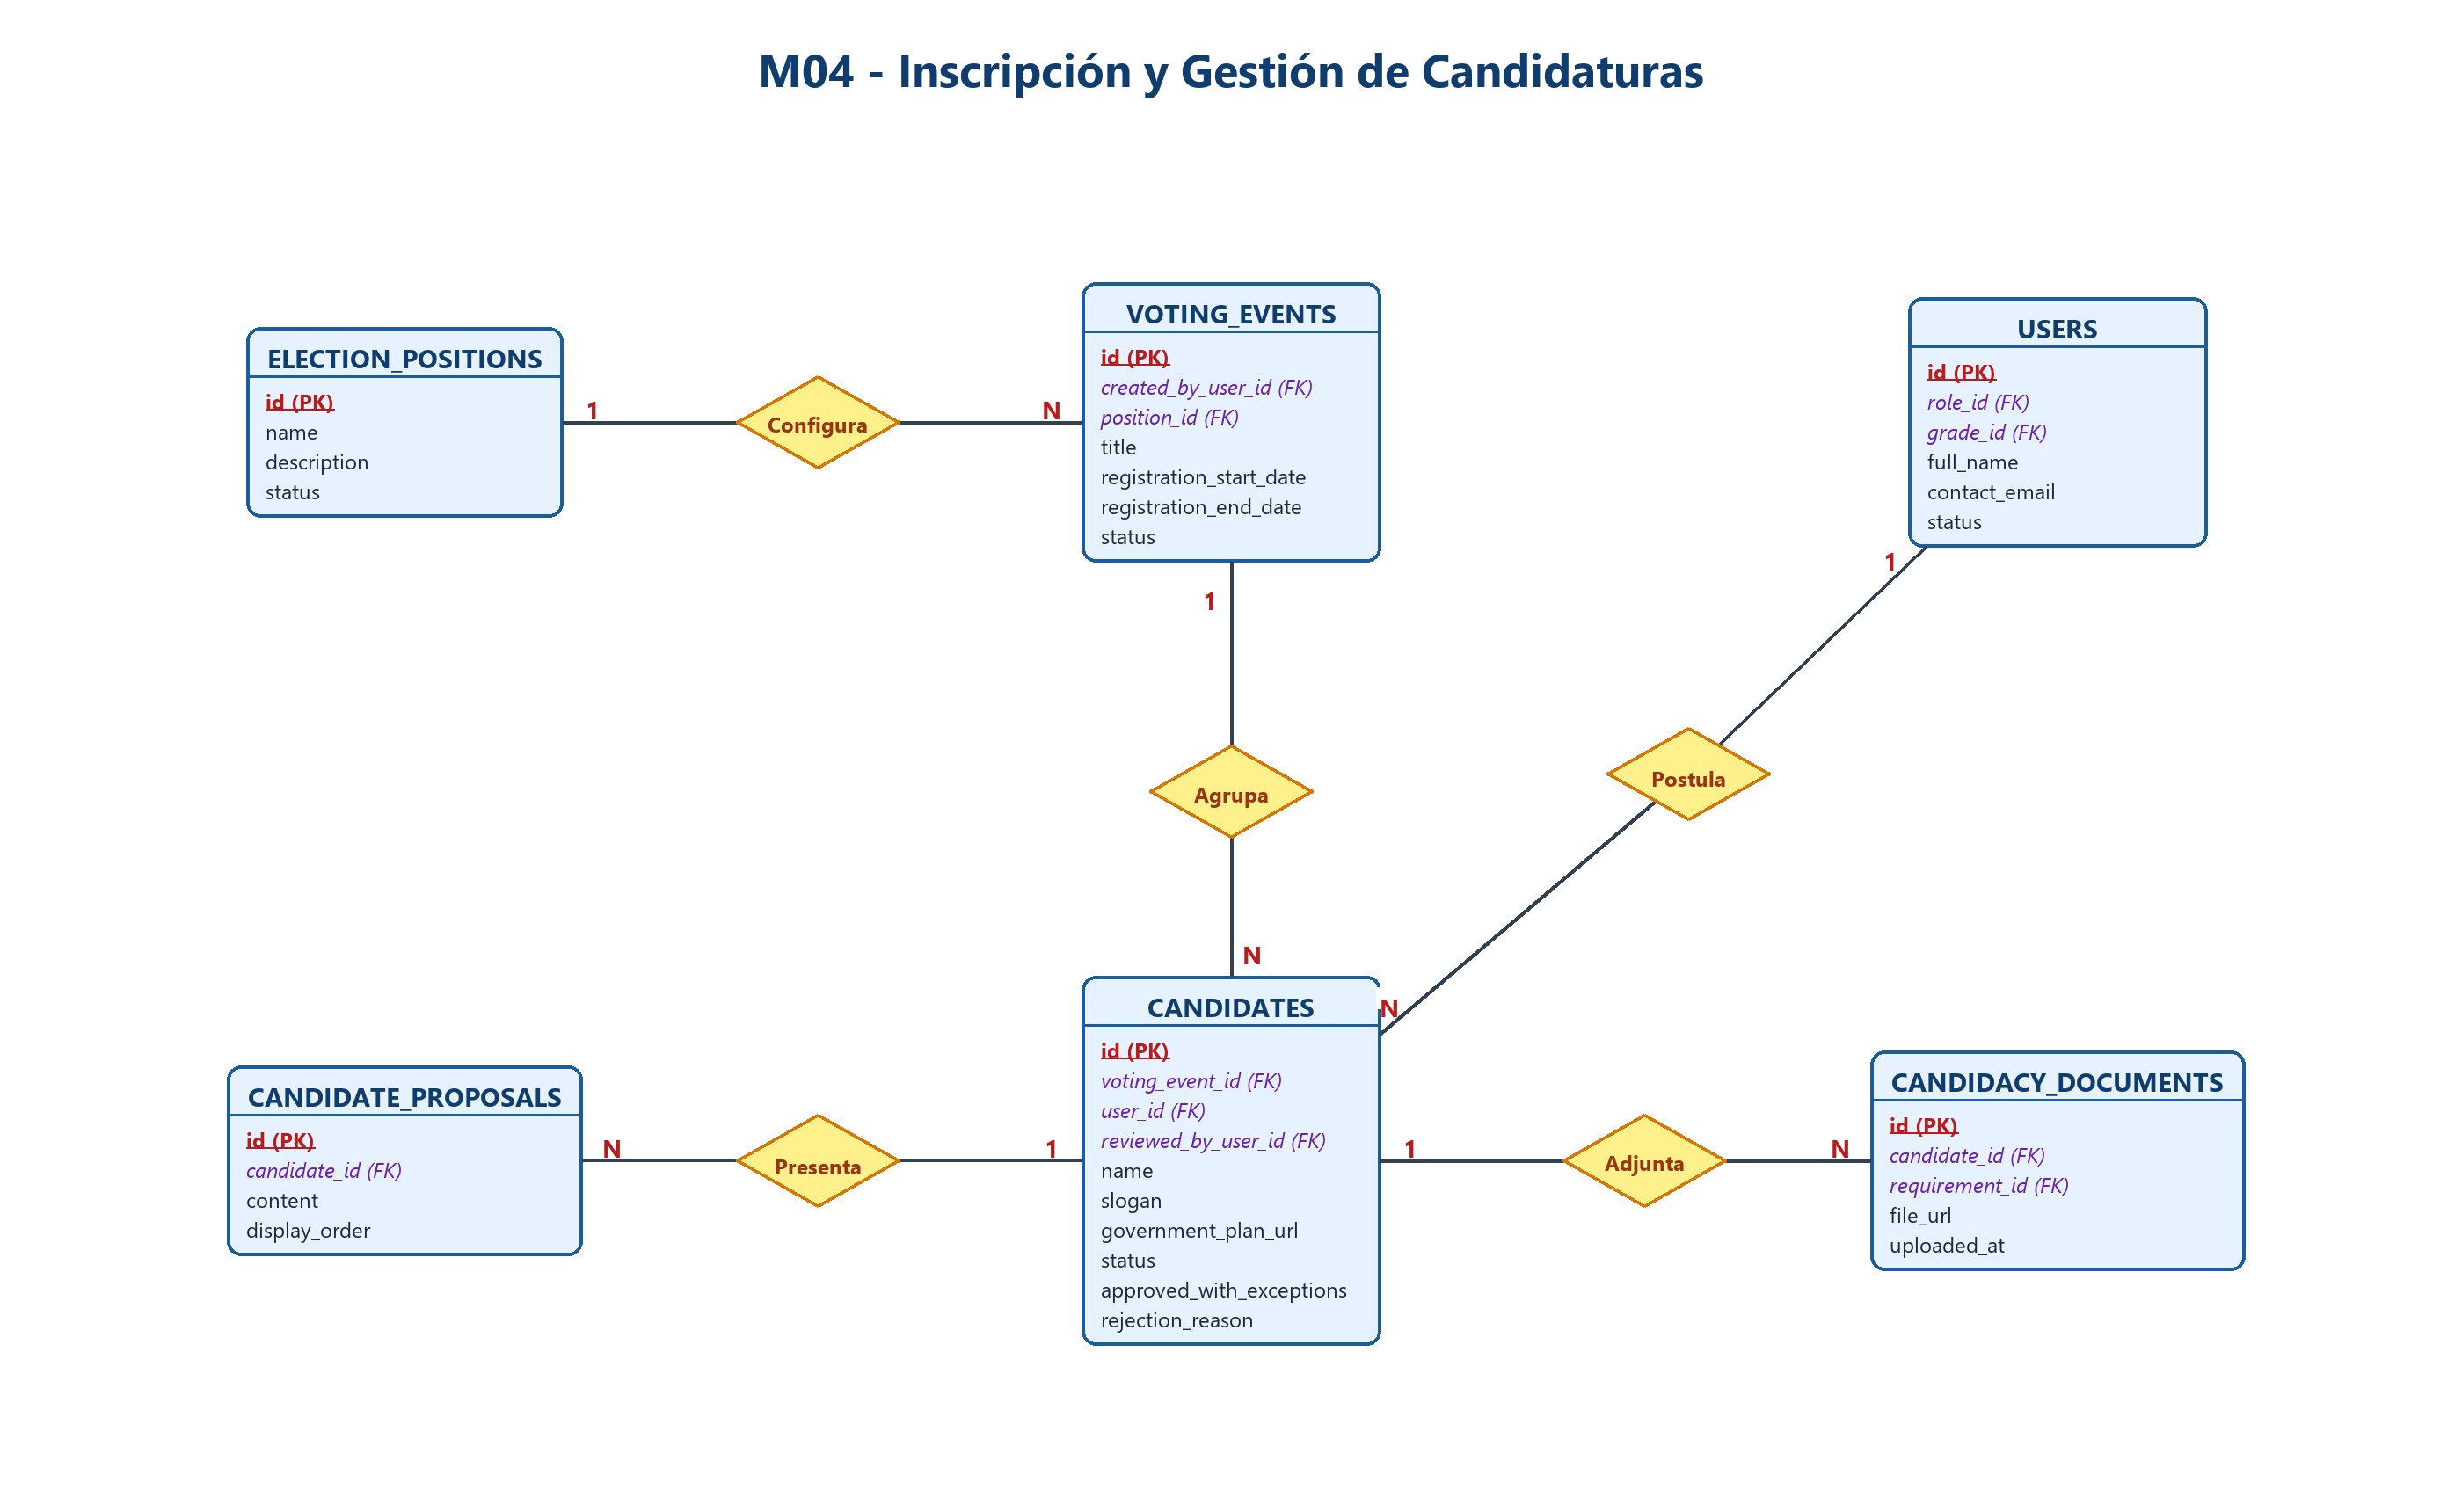 M04 - Inscripción y Gestión de Candidaturas
ELECTION_POSITIONS
id (PK)
name
description
status
1
Configura
N
VOTING_EVENTS
id (PK)
created_by_user_id (FK)
position_id (FK)
title
registration_start_date
registration_end_date
status
USERS
id (PK)
role_id (FK)
grade_id (FK)
full_name
contact_email
status
1
Agrupa
N
1
Postula
N
CANDIDATE_PROPOSALS
id (PK)
candidate_id (FK)
content
display_order
N
Presenta
1
CANDIDATES
id (PK)
voting_event_id (FK)
user_id (FK)
reviewed_by_user_id (FK)
name
slogan
government_plan_url
status
approved_with_exceptions
rejection_reason
1
Adjunta
N
CANDIDACY_DOCUMENTS
id (PK)
candidate_id (FK)
requirement_id (FK)
file_url
uploaded_at